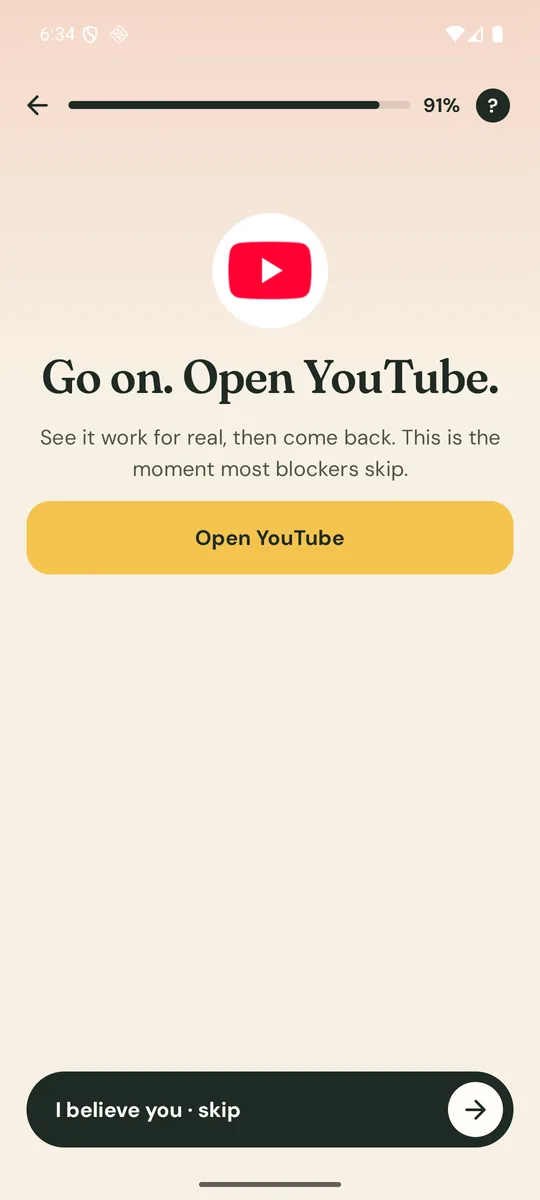 6:34
91%
?
Go on. Open YouTube.
See it work for real, then come back. This is the
moment most blockers skip.
Open YouTube
I believe you · skip